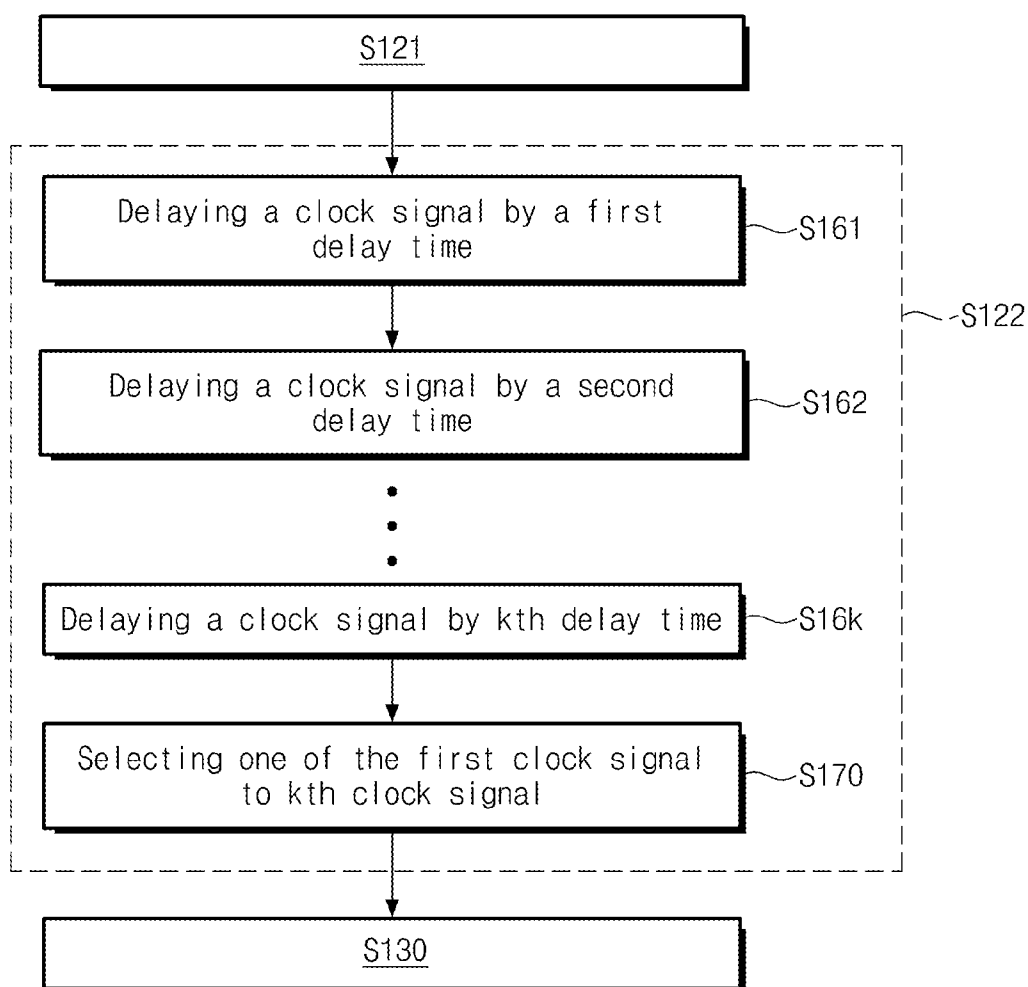 S121
Delaying a clock signal by a first
delay time
S161
S122
Delaying a clock signal by a second
delay time
S162
Delaying a clock signal by kth delay time
S16k
Selecting one of the first clock signal
to kth clock signal
S170
S130